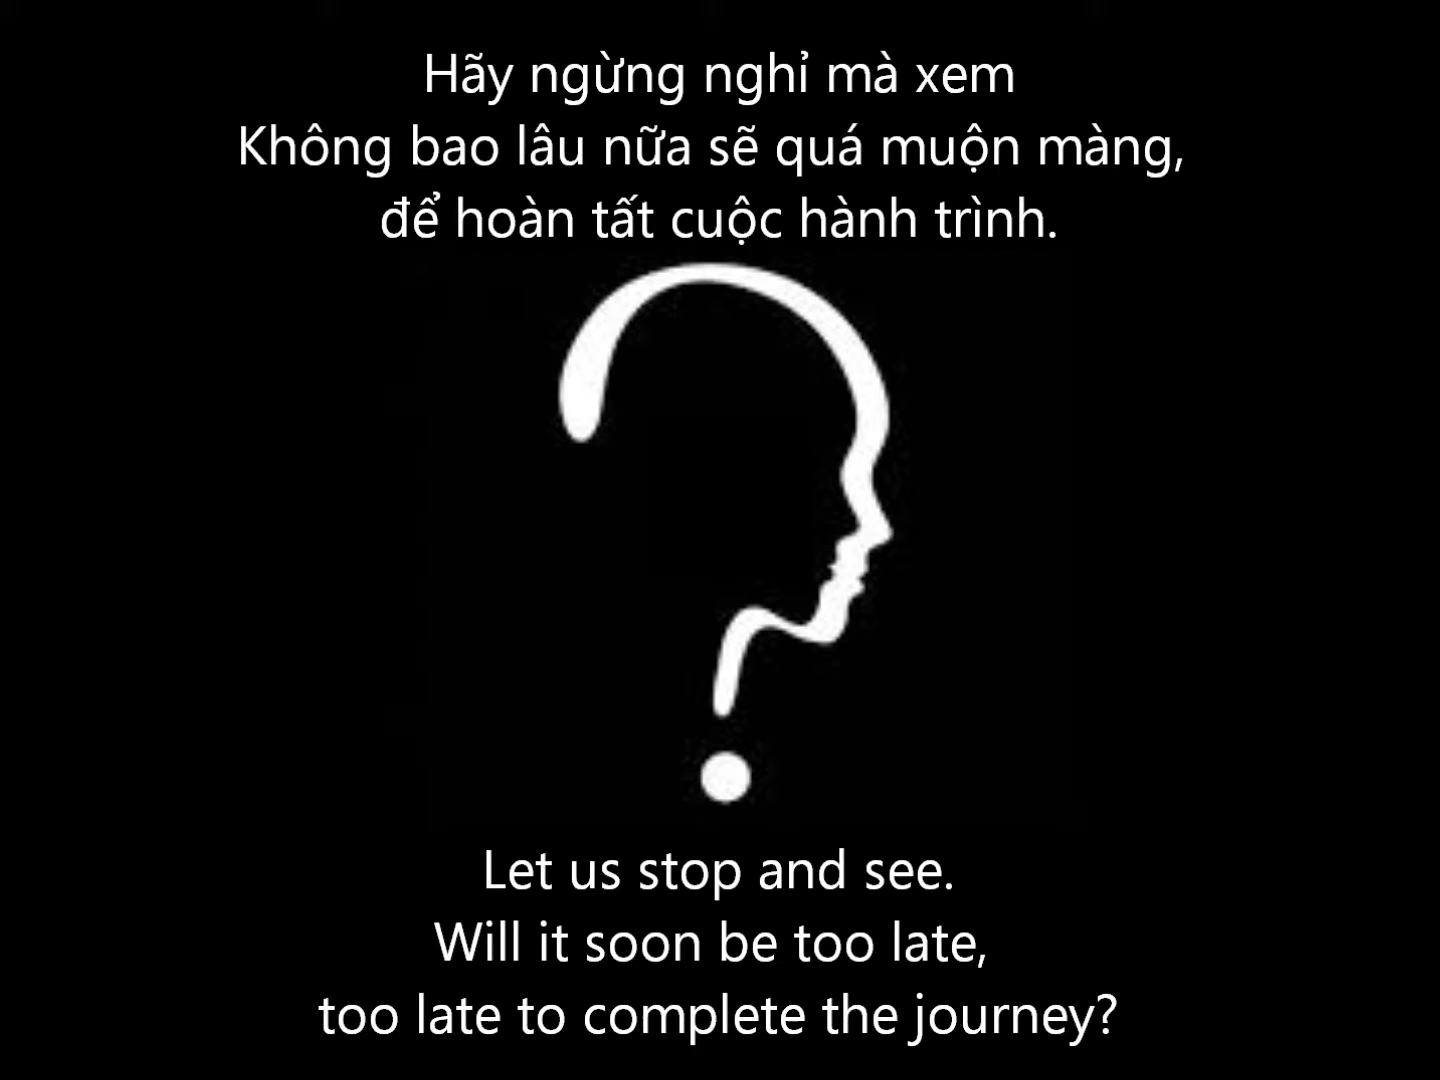 Hãy ngừng nghỉ mà xem
Không bao lâu nữa sẽ quá muộn màng,
để hoàn tất cuộc hành trình.
Let us stop and see.
Will it soon be too late,
too late to complete the journey?